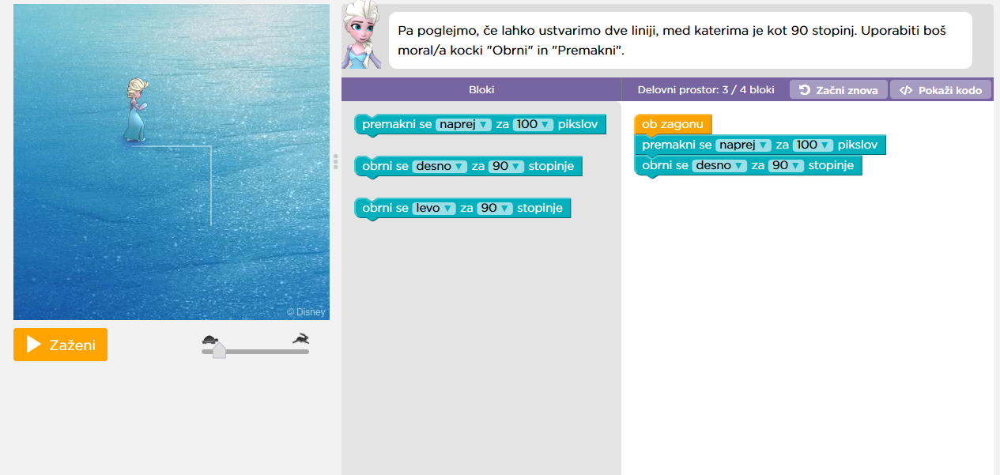 Pa poglejmo, če lahko ustvarimo dve liniji, med katerima je kot 90 stopinj. Uporabiti boš
moral/a kocki "Obrni" in "Premakni".
Bloki
Delovni prostor: 3 / 4 bloki
Začni znova
Pokaži kodo
premakni se naprej ▼ za 100 ▼ pikslov
obrni se desno ▼ za 90 ▼ stopinje
obrni se levo ▼ za 90 ▼ stopinje
ob zagonu
premakni se naprej ▼ za 100 ▼ pikslov
obrni se desno ▼ za 90 ▼ stopinje
© Disney
Zaženi